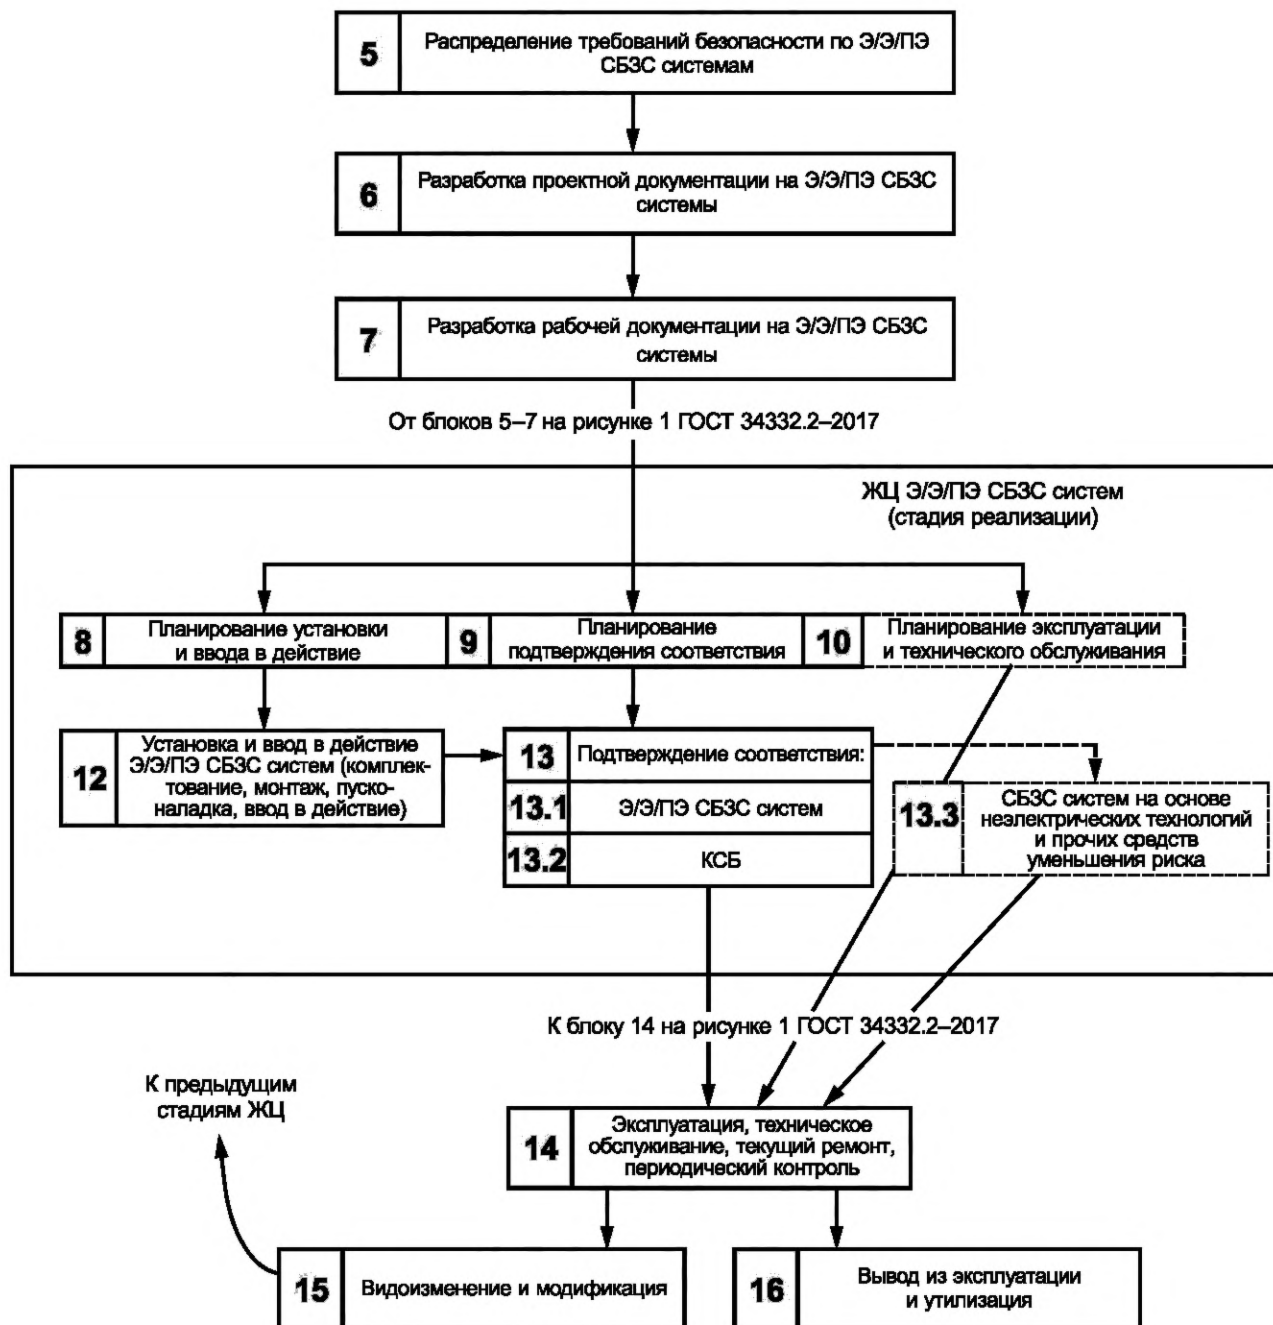 5
Распределение требований безопасности по Э/Э/ПЭ
СБЗС системам
6
Разработка проектной документации на Э/Э/ПЭ СБЗС
системы
7
Разработка рабочей документации на Э/Э/ПЭ СБЗС
системы
От блоков 5–7 на рисунке 1 ГОСТ 34332.2–2017
ЖЦ Э/Э/ПЭ СБЗС систем
(стадия реализации)
8
Планирование установки
и ввода в действие
9
Планирование
подтверждения соответствия
10
Планирование эксплуатации
и технического обслуживания
12
Установка и ввод в действие
Э/Э/ПЭ СБЗС систем (комплек-
тование, монтаж, пуско-
наладка, ввод в действие)
13
Подтверждение соответствия:
13.1
Э/Э/ПЭ СБЗС систем
13.2
КСБ
13.3
СБЗС систем на основе
неэлектрических технологий
и прочих средств
уменьшения риска
К блоку 14 на рисунке 1 ГОСТ 34332.2–2017
К предыдущим
стадиям ЖЦ
14
Эксплуатация, техническое
обслуживание, текущий ремонт,
периодический контроль
15
Видоизменение и модификация
16
Вывод из эксплуатации
и утилизация